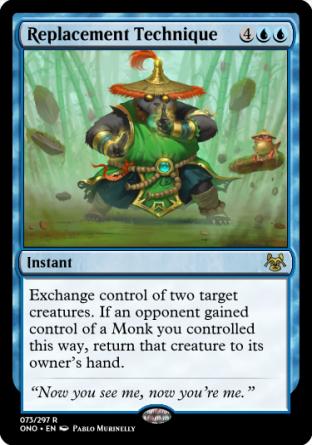 Replacement Technique 4
Instant
Exchange control of two target
creatures. If an opponent gained
control of a Monk you controlled
this way, return that creature to its
owner's hand.
“Now you see me, now you're me.”
073/297 R
ONO • EN Pablo Murinelly